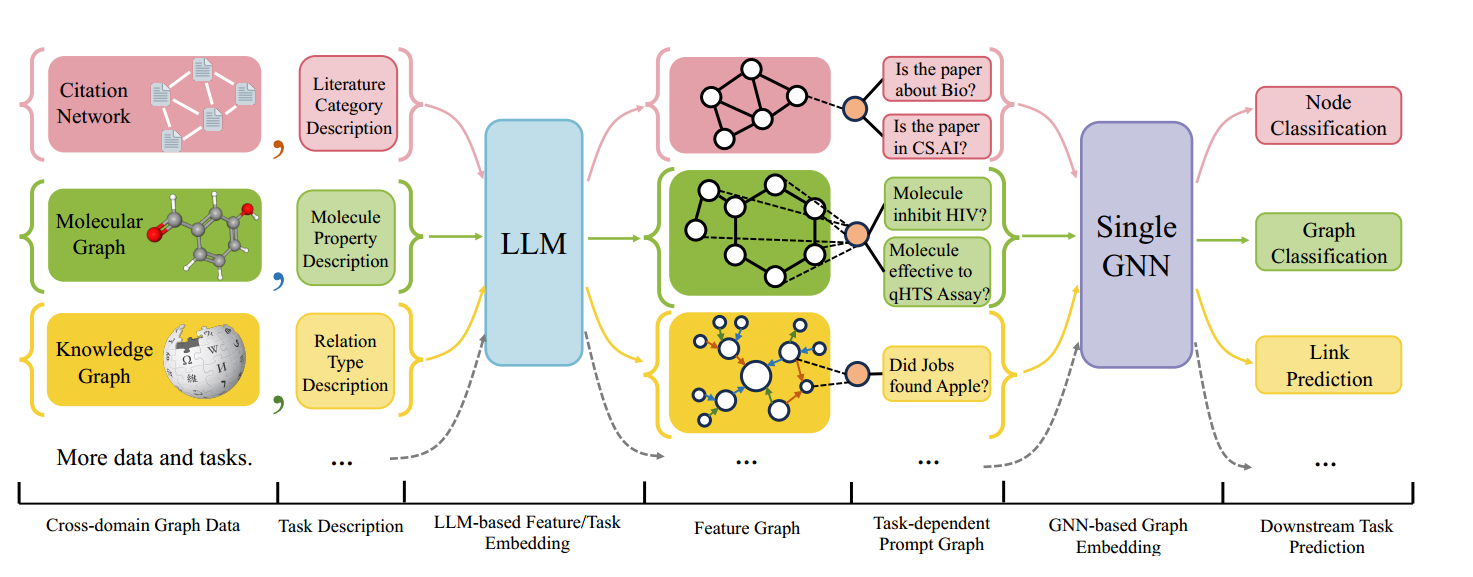 Citation
Network
,
Literature
Category
Description
Is the paper
about Bio?
Is the paper
in CS.AI?
Node
Classification
Molecular
Graph
,
Molecule
Property
Description
LLM
Molecule
inhibit HIV?
Molecule
effective to
qHTS Assay?
Single
GNN
Graph
Classification
Knowledge
Graph
Ω
W
И
,
Relation
Type
Description
Did Jobs
found Apple?
Link
Prediction
More data and tasks.
...
...
...
...
Cross-domain Graph Data
Task Description
LLM-based Feature/Task
Embedding
Feature Graph
Task-dependent
Prompt Graph
GNN-based Graph
Embedding
Downstream Task
Prediction